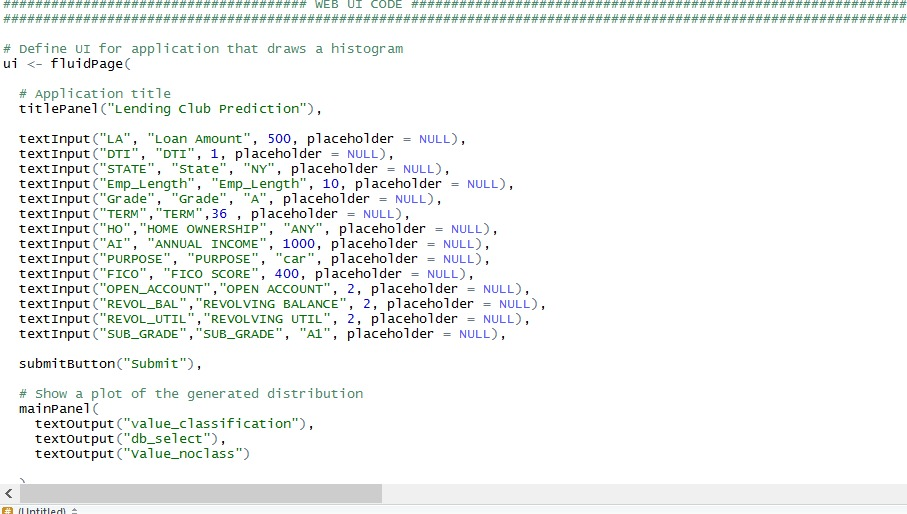 ###################################### WEB UI CODE ##############################################################
#################################################################################################################
# Define UI for application that draws a histogram
ui <- fluidPage(
# Application title
titlePanel("Lending Club Prediction"),
textInput("LA", "Loan Amount", 500, placeholder = NULL),
textInput("DTI", "DTI", 1, placeholder = NULL),
textInput("STATE", "State", "NY", placeholder = NULL),
textInput("Emp_Length", "Emp_Length", 10, placeholder = NULL),
textInput("Grade", "Grade", "A", placeholder = NULL),
textInput("TERM","TERM",36 , placeholder = NULL),
textInput("HO","HOME OWNERSHIP", "ANY", placeholder = NULL),
textInput("AI", "ANNUAL INCOME", 1000, placeholder = NULL),
textInput("PURPOSE", "PURPOSE", "car", placeholder = NULL),
textInput("FICO", "FICO SCORE", 400, placeholder = NULL),
textInput("OPEN_ACCOUNT","OPEN ACCOUNT", 2, placeholder = NULL),
textInput("REVOL_BAL","REVOLVING BALANCE", 2, placeholder = NULL),
textInput("REVOL_UTIL","REVOLVING UTIL", 2, placeholder = NULL),
textInput("SUB_GRADE","SUB_GRADE", "A1", placeholder = NULL),
submitButton("Submit"),
# Show a plot of the generated distribution
mainPanel(
textOutput("value_classification"),
textOutput("db_select"),
textOutput("value_noclass")
)
# (Untitled)